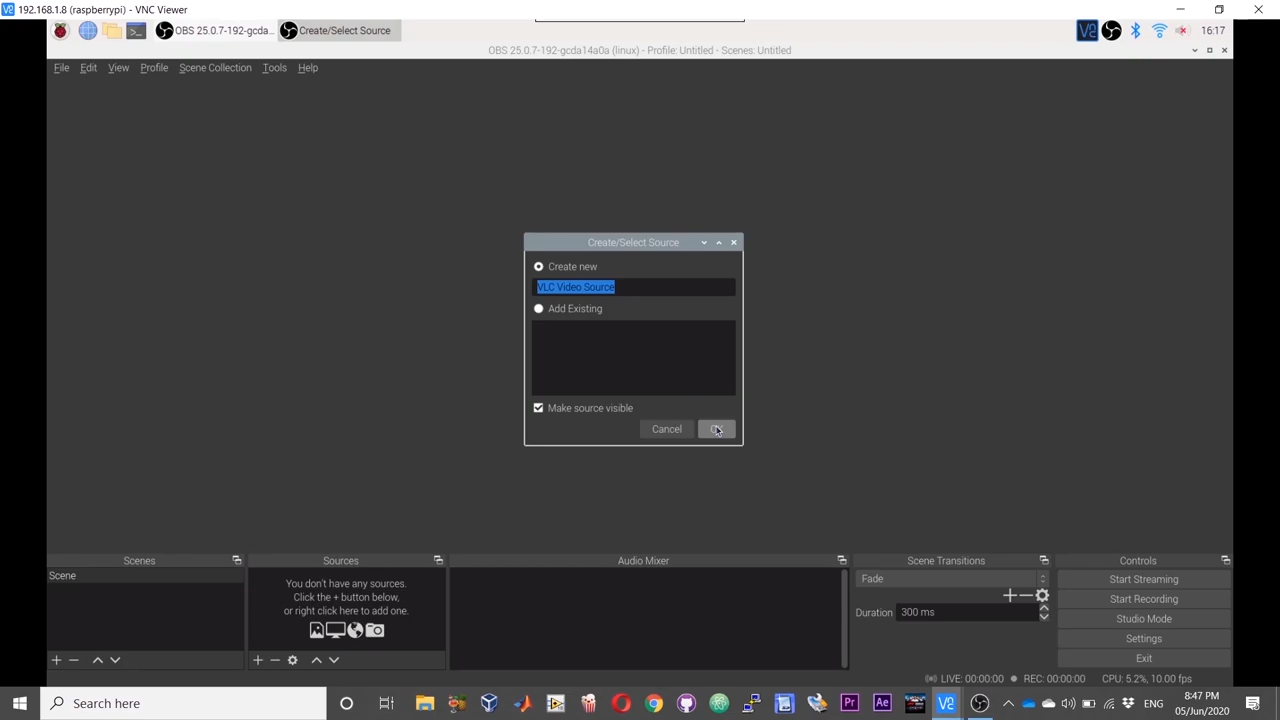 192.168.1.8 (raspberrypi) - VNC Viewer
OBS 25.0.7-192-gcda...
Create/Select Source
16:17
OBS 25.0.7-192-gcda14a0a (linux) - Profile: Untitled - Scenes: Untitled
File Edit View Profile Scene Collection Tools Help
Create/Select Source
Create new
VLC Video Source
Add Existing
Make source visible
Cancel
Scenes
Scene
Sources
You don't have any sources.
Click the + button below,
or right click here to add one.
Audio Mixer
Scene Transitions
Fade
Duration 300 ms
Controls
Start Streaming
Start Recording
Studio Mode
Settings
Exit
LIVE: 00:00:00 REC: 00:00:00 CPU: 5.2%, 10.00 fps
Search here
Pr
Ae
ENG
8:47 PM
05/Jun/2020